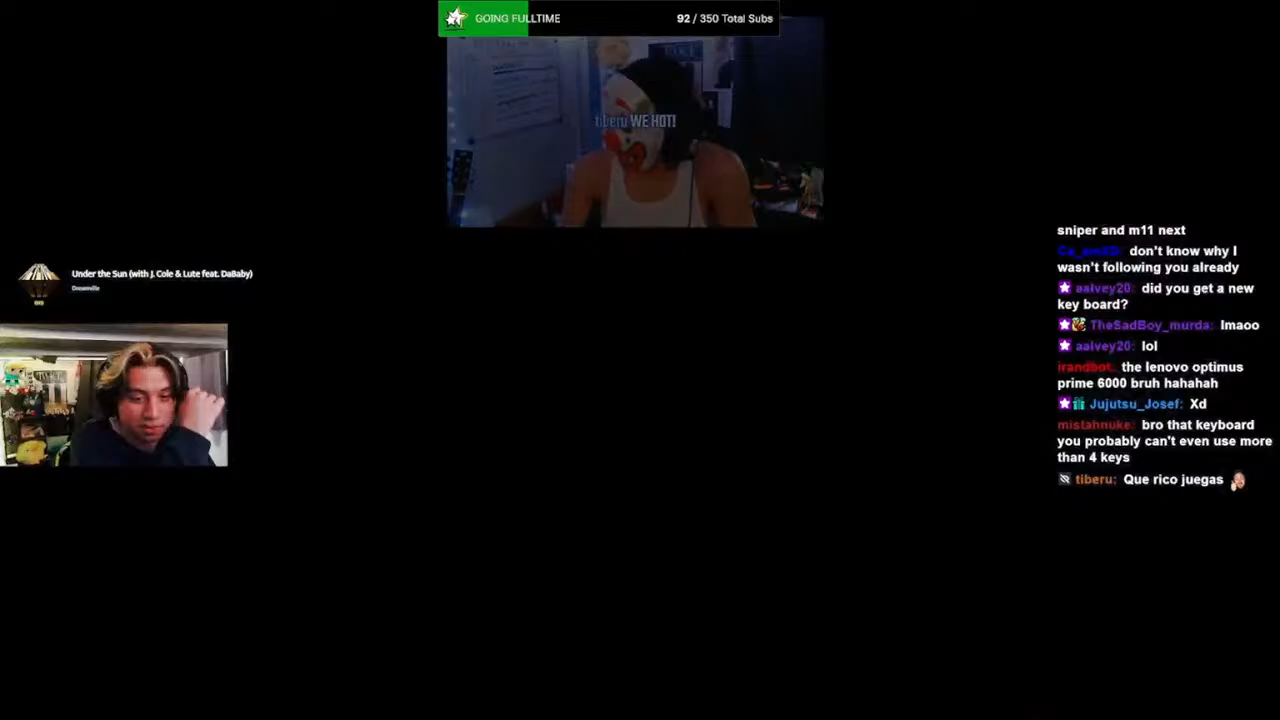 GOING FULLTIME
92 / 350 Total Subs
tiberu WE HOT!
Under the Sun (with J. Cole & Lute feat. DaBaby)
Dreamville
sniper and m11 next
don't know why I
wasn't following you already
aalvey20: did you get a new
key board?
TheSadBoy_murda: lmaoo
aalvey20: lol
irandbot.: the lenovo optimus
prime 6000 bruh hahahah
Jujutsu_Josef: Xd
mistahnuke: bro that keyboard
you probably can't even use more
than 4 keys
tiberu: Que rico juegas